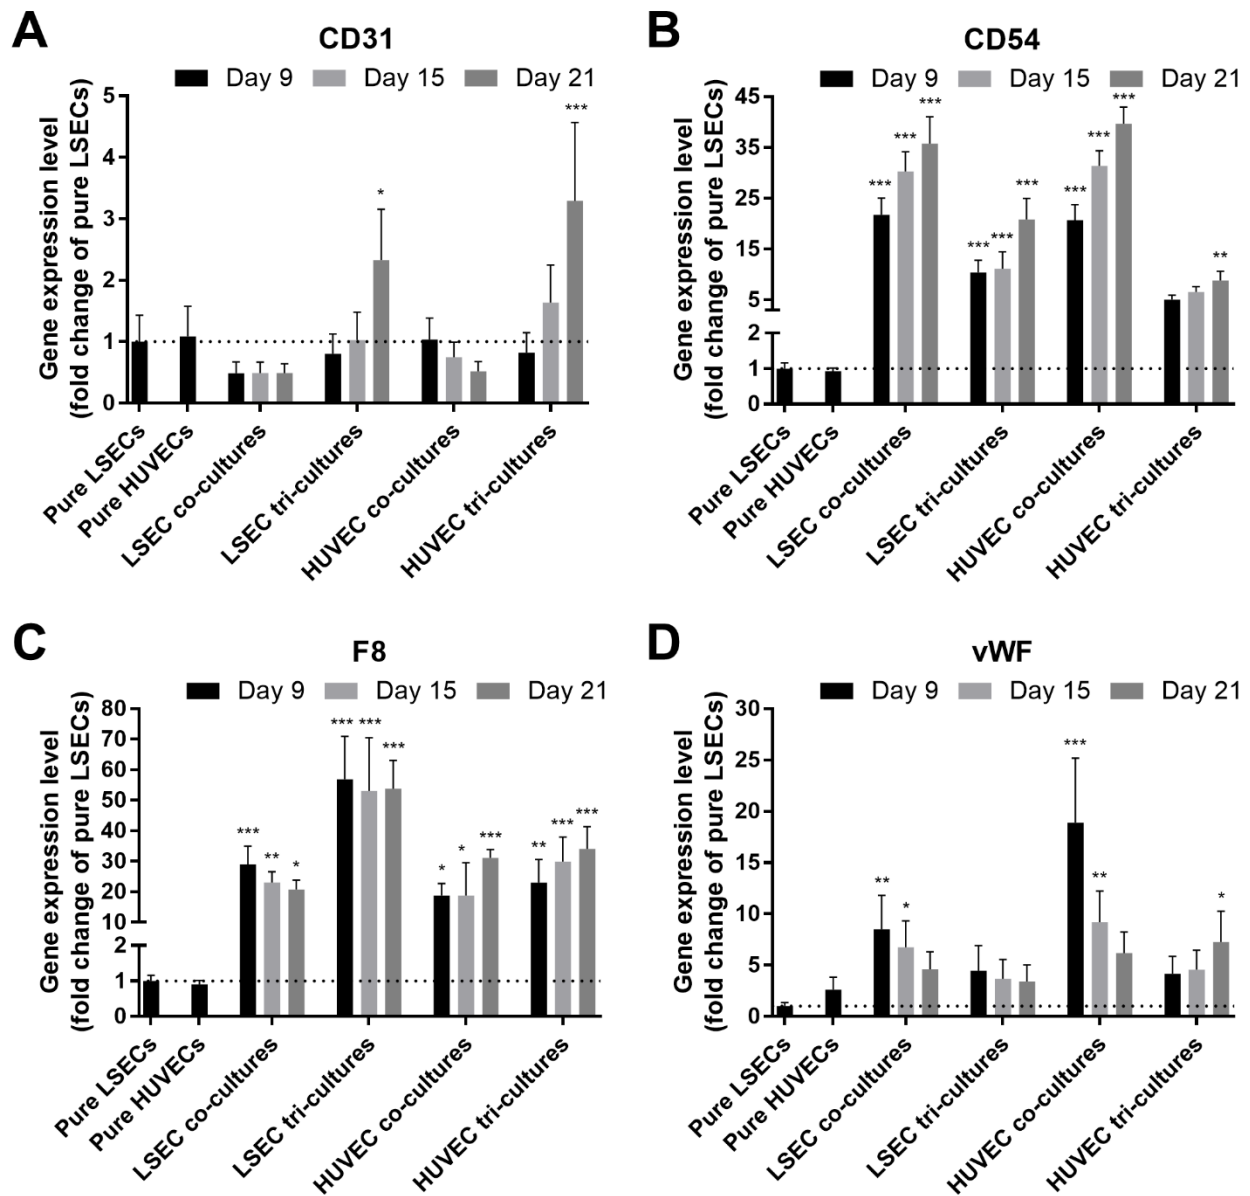 A
CD31
Day 9 Day 15 Day 21
Gene expression level
(fold change of pure LSECs)
5
4
3
2
1
0
*
***
Pure LSECs
Pure HUVECs
LSEC co-cultures
LSEC tri-cultures
HUVEC co-cultures
HUVEC tri-cultures
B
CD54
Day 9 Day 15 Day 21
Gene expression level
(fold change of pure LSECs)
45
35
25
15
5
2
1
0
*** *** ***
*** *** ***
*** *** ***
**
Pure LSECs
Pure HUVECs
LSEC co-cultures
LSEC tri-cultures
HUVEC co-cultures
HUVEC tri-cultures
C
F8
Day 9 Day 15 Day 21
Gene expression level
(fold change of pure LSECs)
80
70
60
50
40
30
20
10
2
1
0
*** ** *
*** *** ***
* * ***
** *** ***
Pure LSECs
Pure HUVECs
LSEC co-cultures
LSEC tri-cultures
HUVEC co-cultures
HUVEC tri-cultures
D
vWF
Day 9 Day 15 Day 21
Gene expression level
(fold change of pure LSECs)
30
25
20
15
10
5
0
** *
*** **
*
Pure LSECs
Pure HUVECs
LSEC co-cultures
LSEC tri-cultures
HUVEC co-cultures
HUVEC tri-cultures